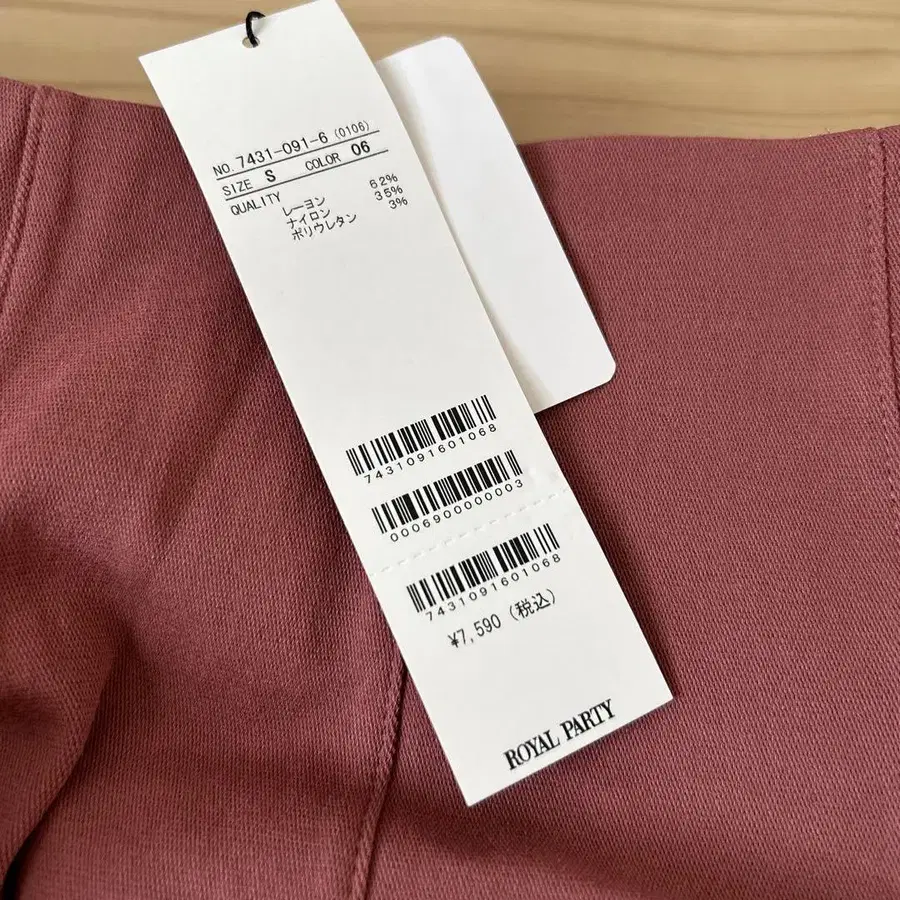 NO. 7431-091-6 (0106)
SIZE S COLOR 06
QUALITY
レーヨン 62%
ナイロン 35%
ポリウレタン 3%
7431091601068
0006900000003
7431091601068
¥7,590 (税込)
ROYAL PARTY